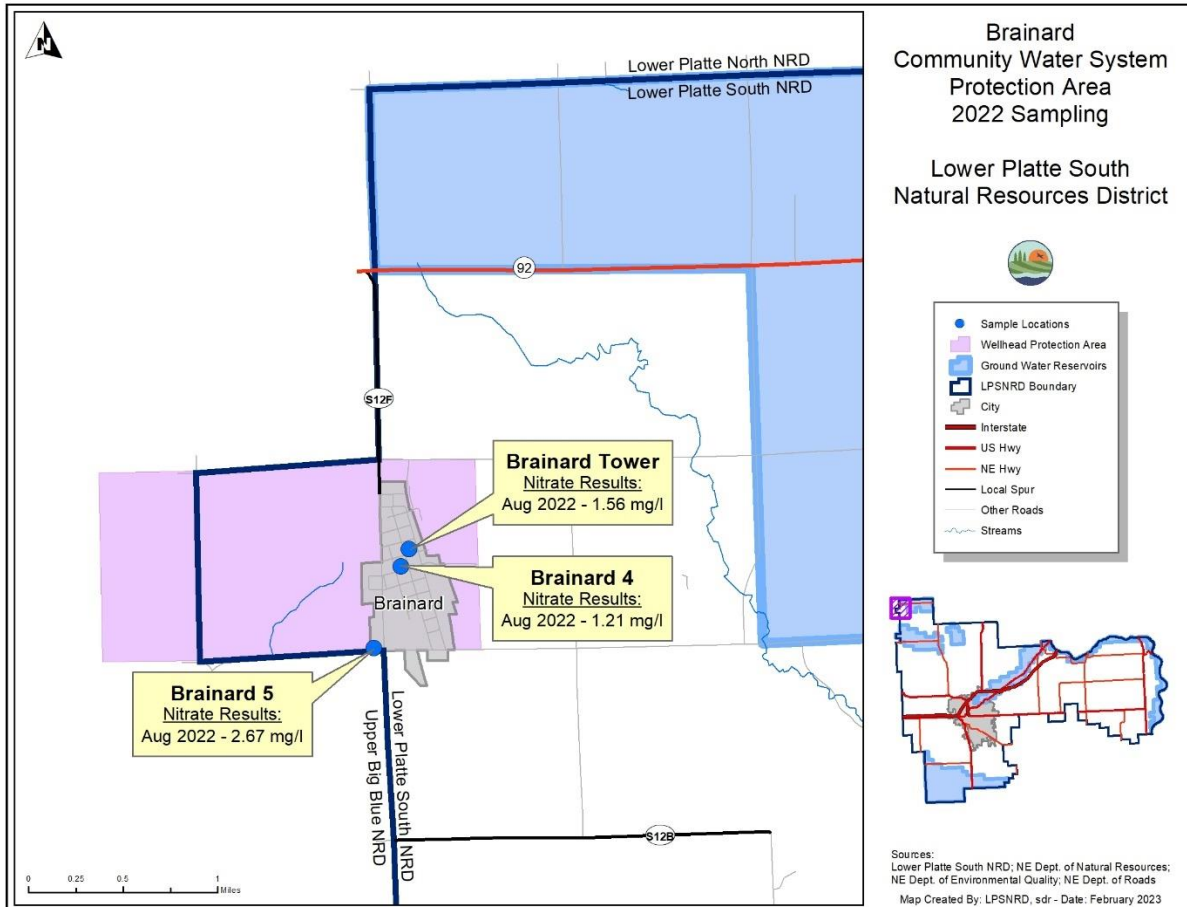 N
Lower Platte North NRD
Lower Platte South NRD
92
S12F
Brainard Tower
Nitrate Results:
Aug 2022 - 1.56 mg/l
Brainard 4
Nitrate Results:
Aug 2022 - 1.21 mg/l
Brainard
Brainard 5
Nitrate Results:
Aug 2022 - 2.67 mg/l
Lower Platte South NRD
Upper Big Blue NRD
S12B
0 0.25 0.5 1
Miles
Brainard
Community Water System
Protection Area
2022 Sampling
Lower Platte South
Natural Resources District
Sample Locations
Wellhead Protection Area
Ground Water Reservoirs
LPSNRD Boundary
City
Interstate
US Hwy
NE Hwy
Local Spur
Other Roads
Streams
Sources:
Lower Platte South NRD; NE Dept. of Natural Resources;
NE Dept. of Environmental Quality; NE Dept. of Roads
Map Created By: LPSNRD, sdr - Date: February 2023